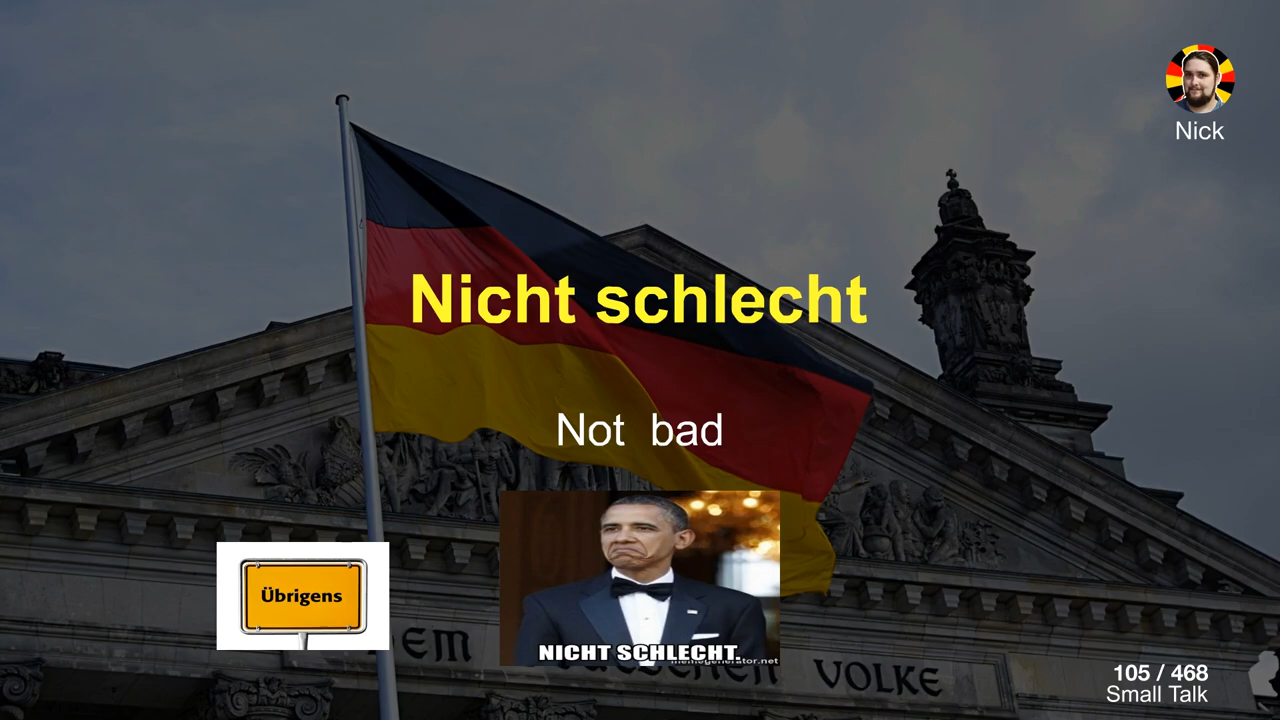 Nick
Nicht schlecht
Not bad
Übrigens
NICHT SCHLECHT.
memegenerator.net
EM
VOLKE
105 / 468
Small Talk